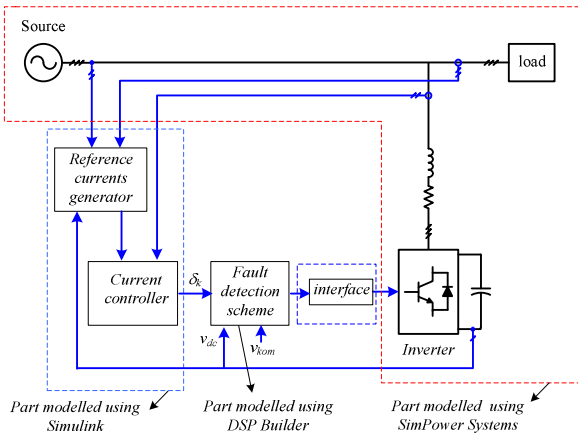 Source
load
Reference
currents
generator
Current
controller
δk
Fault
detection
scheme
interface
vdc
vkom
Inverter
Part modelled using
Simulink
Part modelled using
DSP Builder
Part modelled using
SimPower Systems